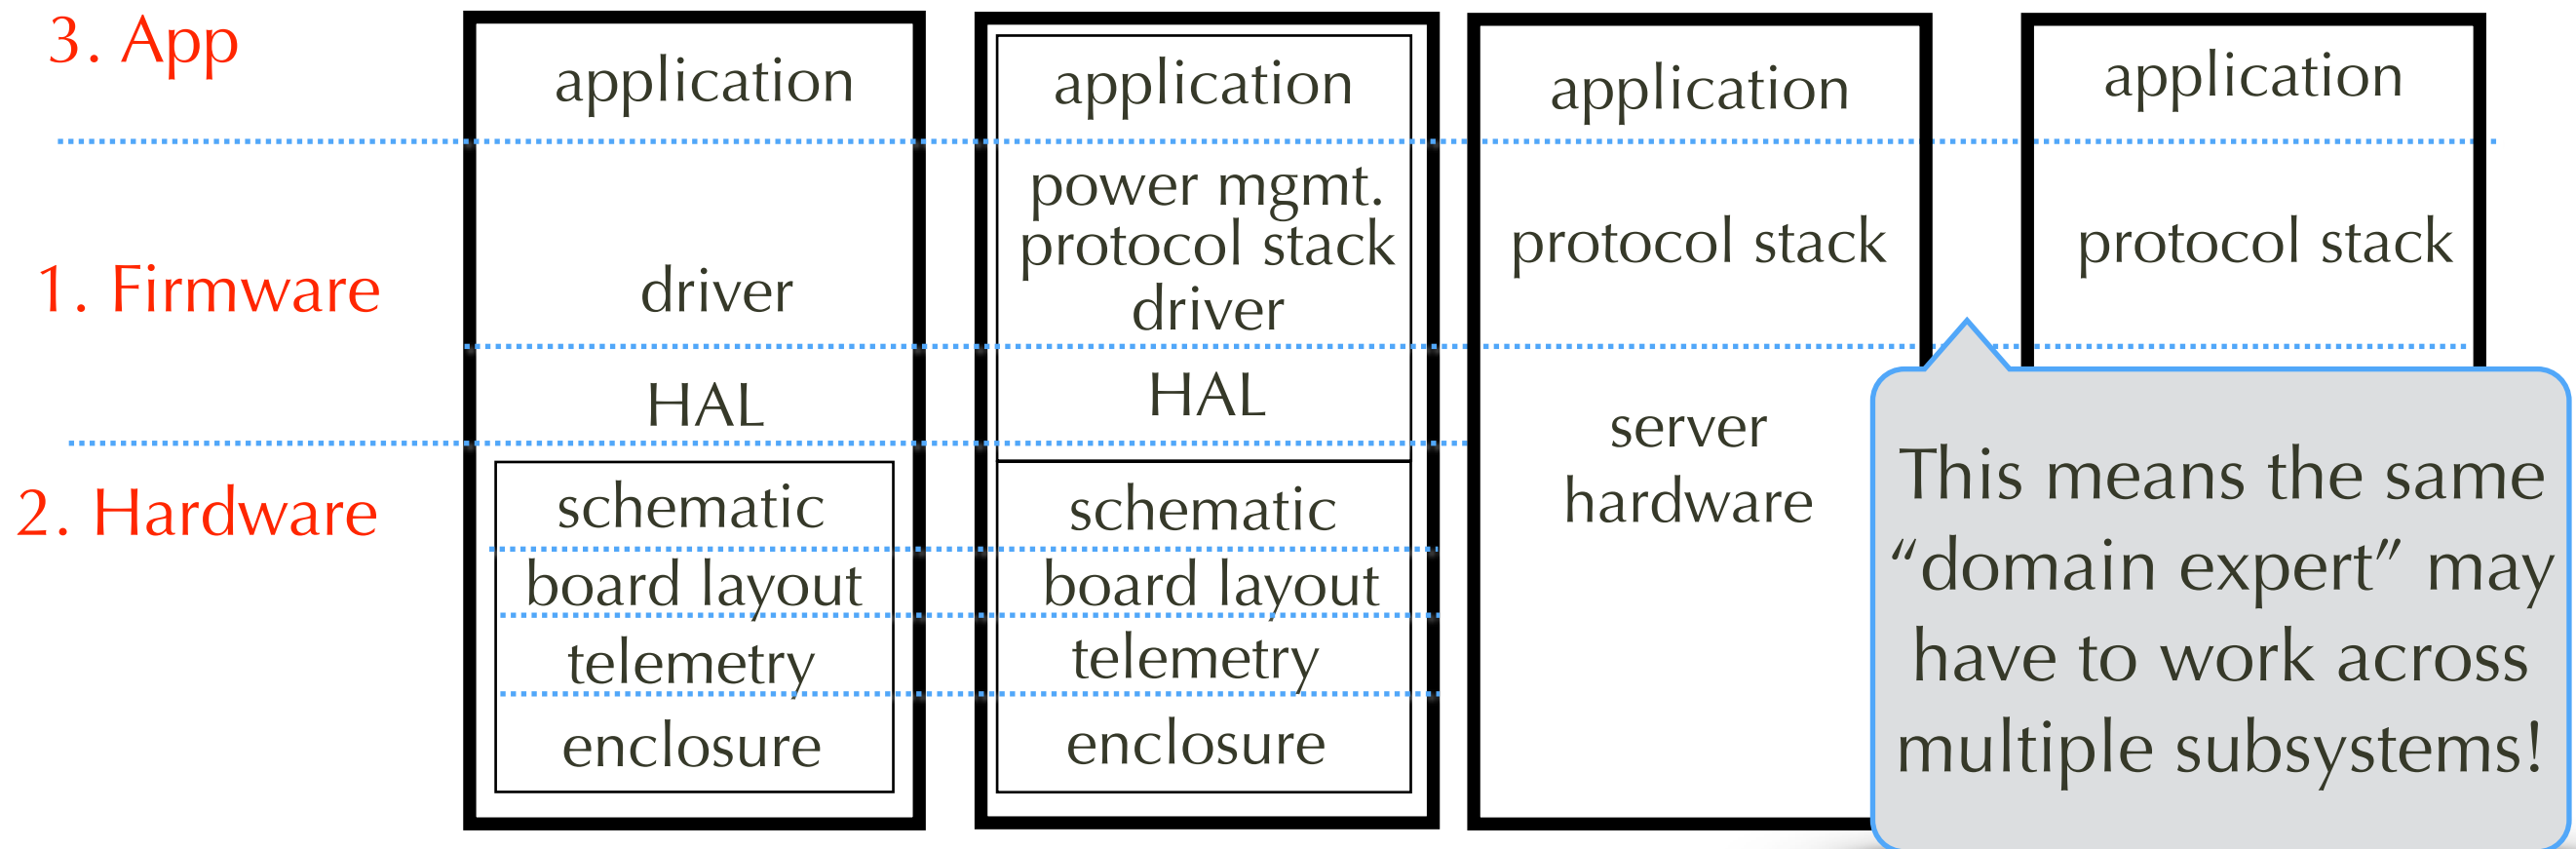 3. App
1. Firmware
2. Hardware
application
driver
HAL
schematic
board layout
telemetry
enclosure
application
power mgmt.
protocol stack
driver
HAL
schematic
board layout
telemetry
enclosure
application
protocol stack
server
hardware
application
protocol stack
This means the same
“domain expert” may
have to work across
multiple subsystems!